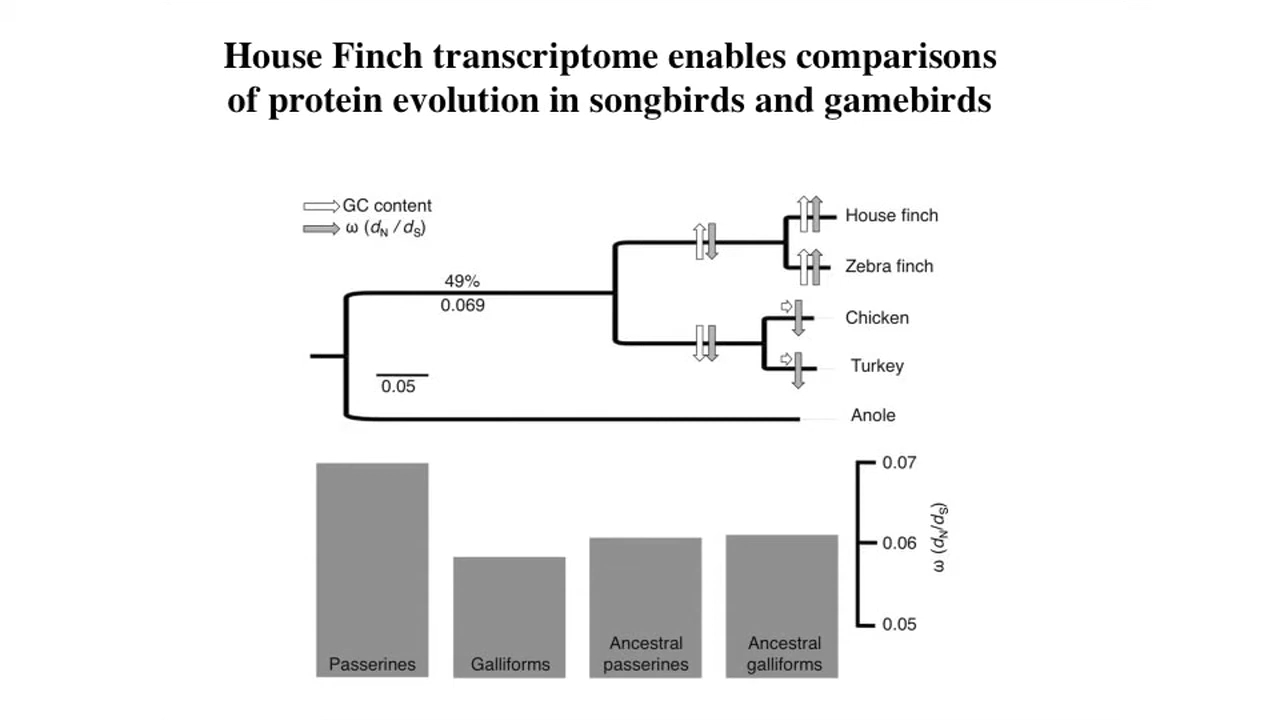 House Finch transcriptome enables comparisons
of protein evolution in songbirds and gamebirds
GC content
ω (dN / dS)
49%
0.069
0.05
House finch
Zebra finch
Chicken
Turkey
Anole
Passerines
Galliforms
Ancestral
passerines
Ancestral
galliforms
0.07
0.06
0.05
ω (dN/dS)